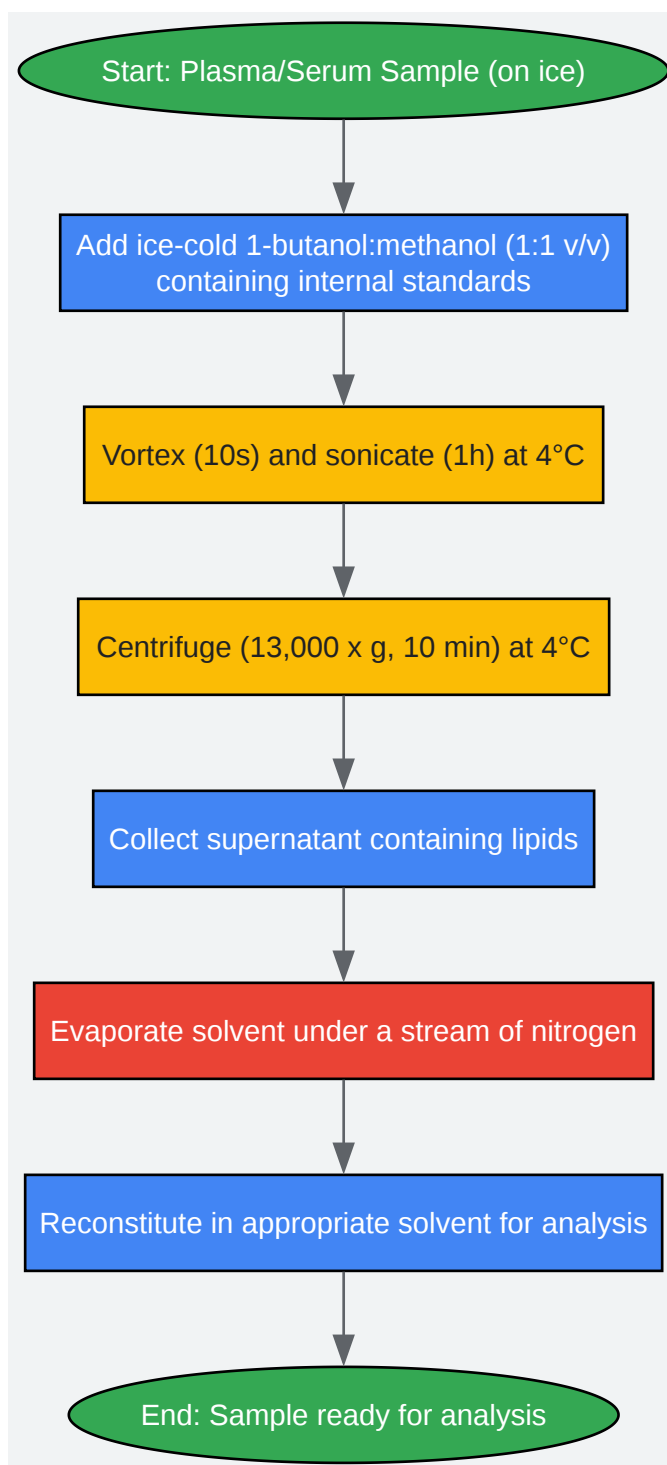 Start: Plasma/Serum Sample (on ice)
Add ice-cold 1-butanol:methanol (1:1 v/v)
containing internal standards
Vortex (10s) and sonicate (1h) at 4°C
Centrifuge (13,000 x g, 10 min) at 4°C
Collect supernatant containing lipids
Evaporate solvent under a stream of nitrogen
Reconstitute in appropriate solvent for analysis
End: Sample ready for analysis